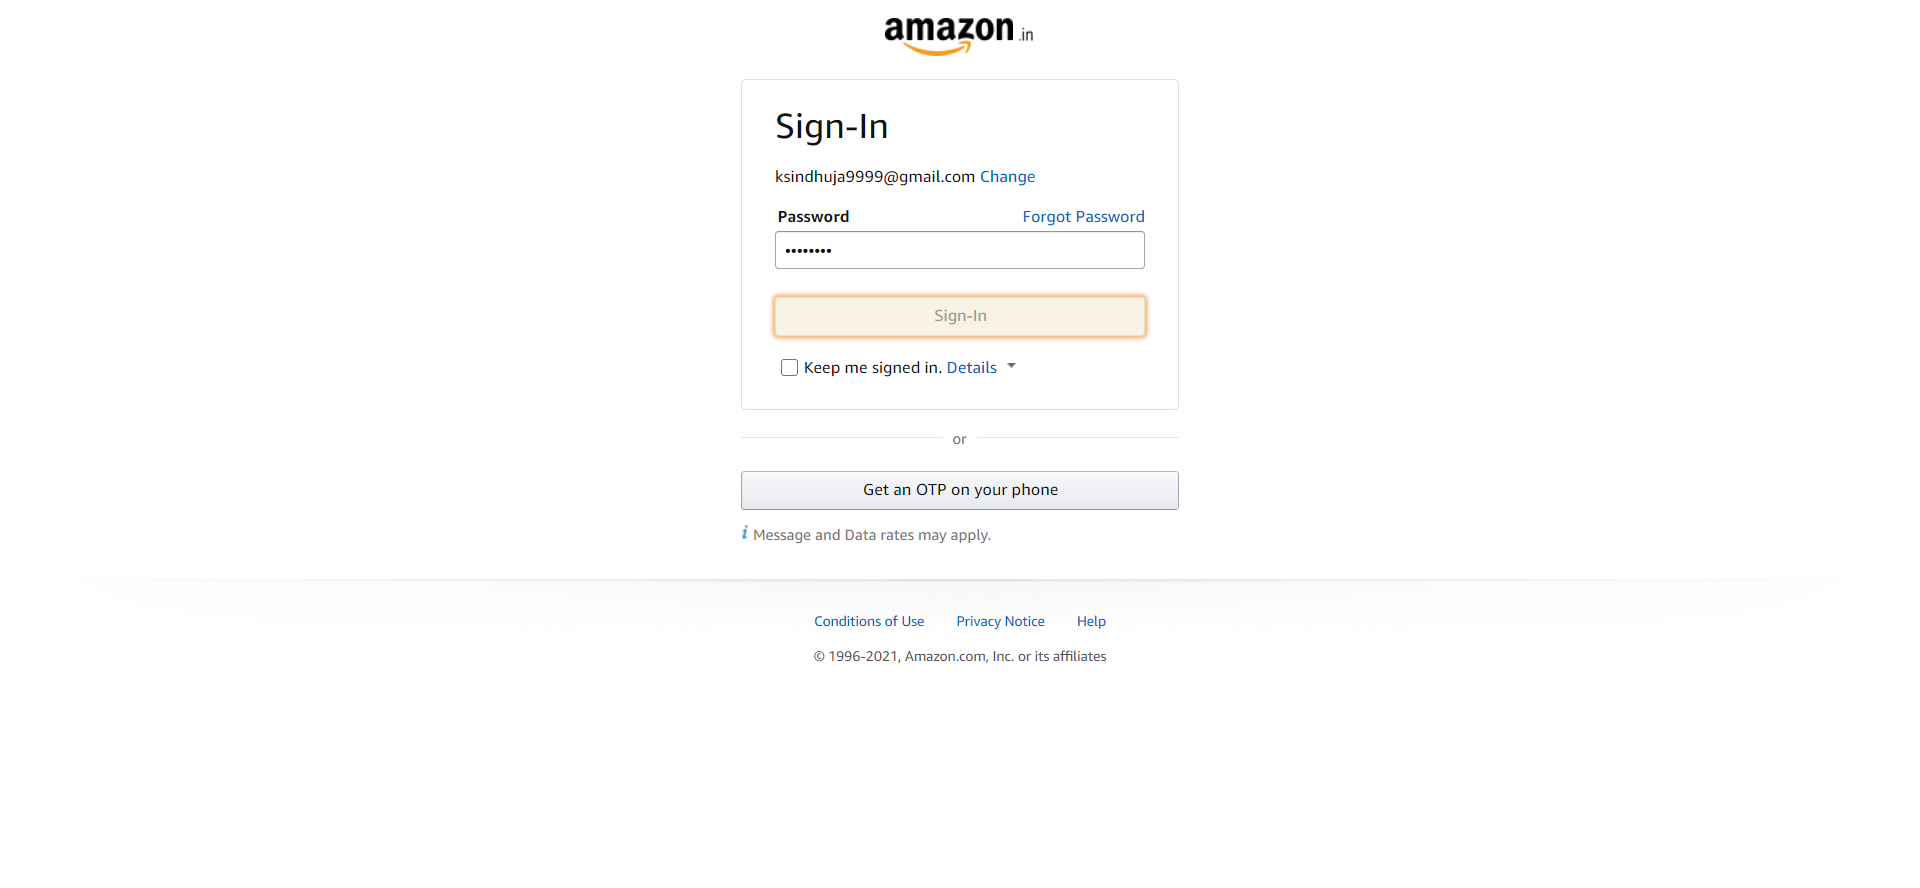 amazon.in
Sign-In
ksindhuja9999@gmail.com Change
Password Forgot Password
••••••••
Sign-In
Keep me signed in. Details
or
Get an OTP on your phone
i Message and Data rates may apply.
Conditions of Use Privacy Notice Help
© 1996-2021, Amazon.com, Inc. or its affiliates